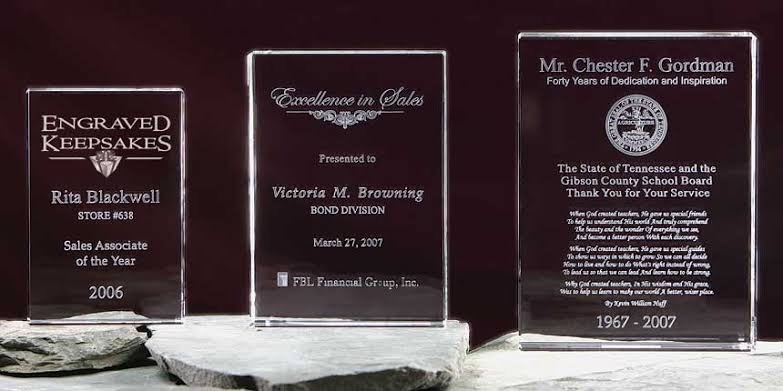 ENGRAVED
KEEPSAKES
Rita Blackwell
STORE #638
Sales Associate
of the Year
2006
Excellence in Sales
Presented to
Victoria M. Browning
BOND DIVISION
March 27, 2007
FBL Financial Group, Inc.
Mr. Chester F. Gordman
Forty Years of Dedication and Inspiration
AGRICULTURE
The State of Tennessee and the
Gibson County School Board
Thank You for Your Service
When God created teachers, He gave us special friends
To help us understand His world And truly comprehend
The beauty and the wonder Of everything we see,
And become a better person With each discovery.
When God created teachers, He gave us special guides
To show us ways in which to grow So we can all decide
How to live and how to do What's right instead of wrong,
To lead us so that we can lead And learn how to be strong.
Why God created teachers, In His wisdom and His grace,
Was to help us learn to make our world A better, wiser place.
By Kevin William Huff
1967 - 2007